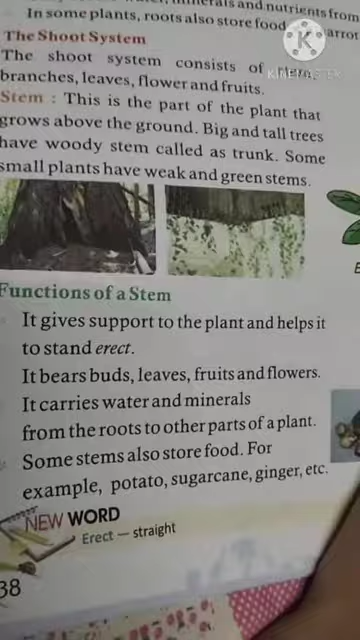 minerals and nutrients from
In some plants, roots also store food
The Shoot System
KINEMASTER
The shoot system consists of
branches, leaves, flower and fruits.
Stem : This is the part of the plant that
grows above the ground. Big and tall trees
have woody stem called as trunk. Some
small plants have weak and green stems.
Functions of a Stem
It gives support to the plant and helps it
to stand erect.
It bears buds, leaves, fruits and flowers.
It carries water and minerals
from the roots to other parts of a plant.
Some stems also store food. For
example, potato, sugarcane, ginger, etc.
NEW WORD
Erect — straight
38